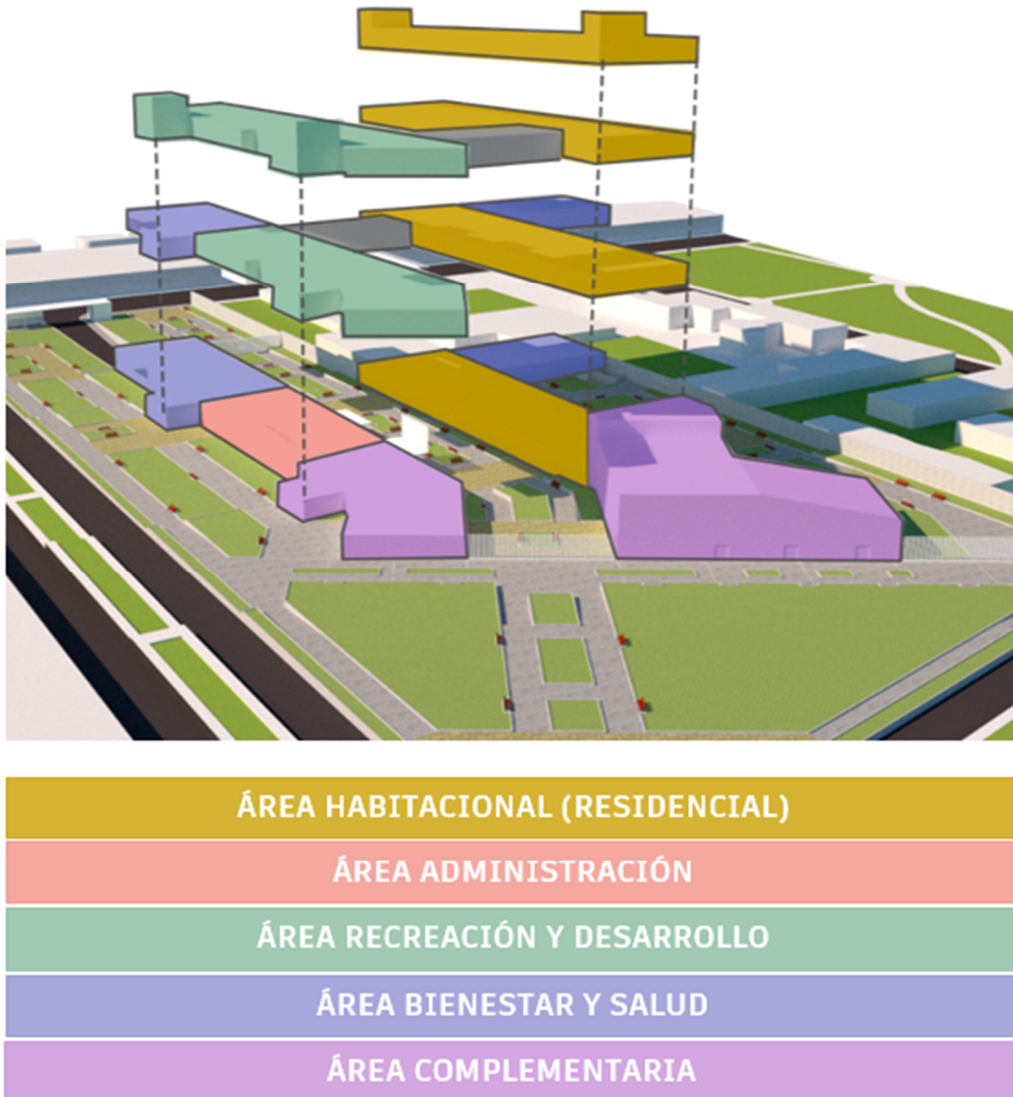 ÁREA HABITACIONAL (RESIDENCIAL)
ÁREA ADMINISTRACIÓN
ÁREA RECREACIÓN Y DESARROLLO
ÁREA BIENESTAR Y SALUD
ÁREA COMPLEMENTARIA